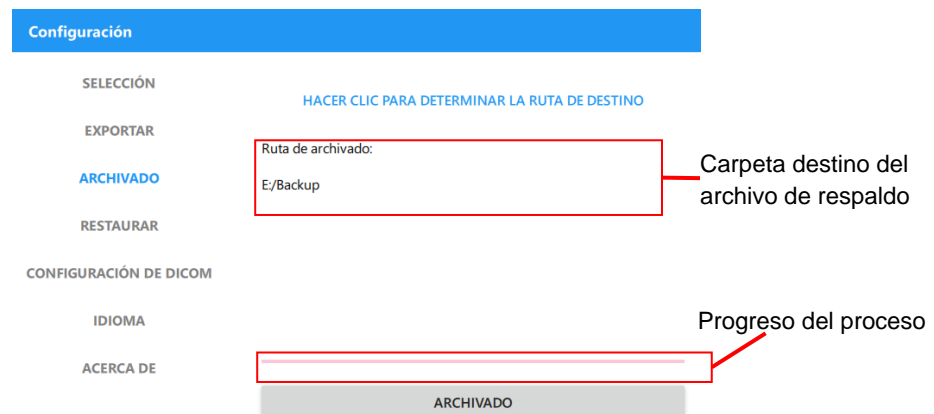 Configuración
SELECCIÓN
EXPORTAR
ARCHIVADO
RESTAURAR
CONFIGURACIÓN DE DICOM
IDIOMA
ACERCA DE
HACER CLIC PARA DETERMINAR LA RUTA DE DESTINO
Ruta de archivado:
E:/Backup
ARCHIVADO
Carpeta destino del
archivo de respaldo
Progreso del proceso